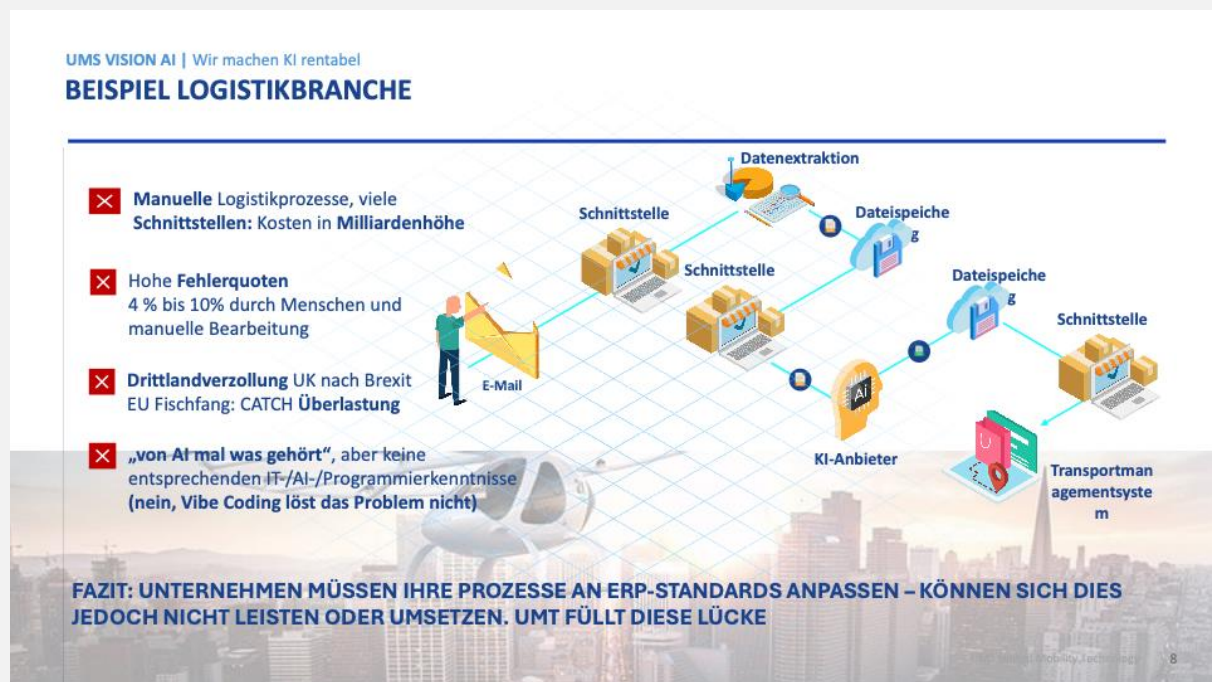 UMS VISION AI | Wir machen KI rentabel
BEISPIEL LOGISTIKBRANCHE
Manuelle Logistikprozesse, viele
Schnittstellen: Kosten in Milliardenhöhe
Hohe Fehlerquoten
4 % bis 10% durch Menschen und
manuelle Bearbeitung
Drittlandverzollung UK nach Brexit
EU Fischfang: CATCH Überlastung
„von AI mal was gehört“, aber keine
entsprechenden IT-/AI-/Programmierkenntnisse
(nein, Vibe Coding löst das Problem nicht)
E-Mail
Schnittstelle
Datenextraktion
Dateispeiche
g
Schnittstelle
Ai
KI-Anbieter
Dateispeiche
g
Schnittstelle
Transportman
agementsyste
m
FAZIT: UNTERNEHMEN MÜSSEN IHRE PROZESSE AN ERP-STANDARDS ANPASSEN – KÖNNEN SICH DIES
JEDOCH NICHT LEISTEN ODER UMSETZEN. UMT FÜLLT DIESE LÜCKE
Mobility Technology
8